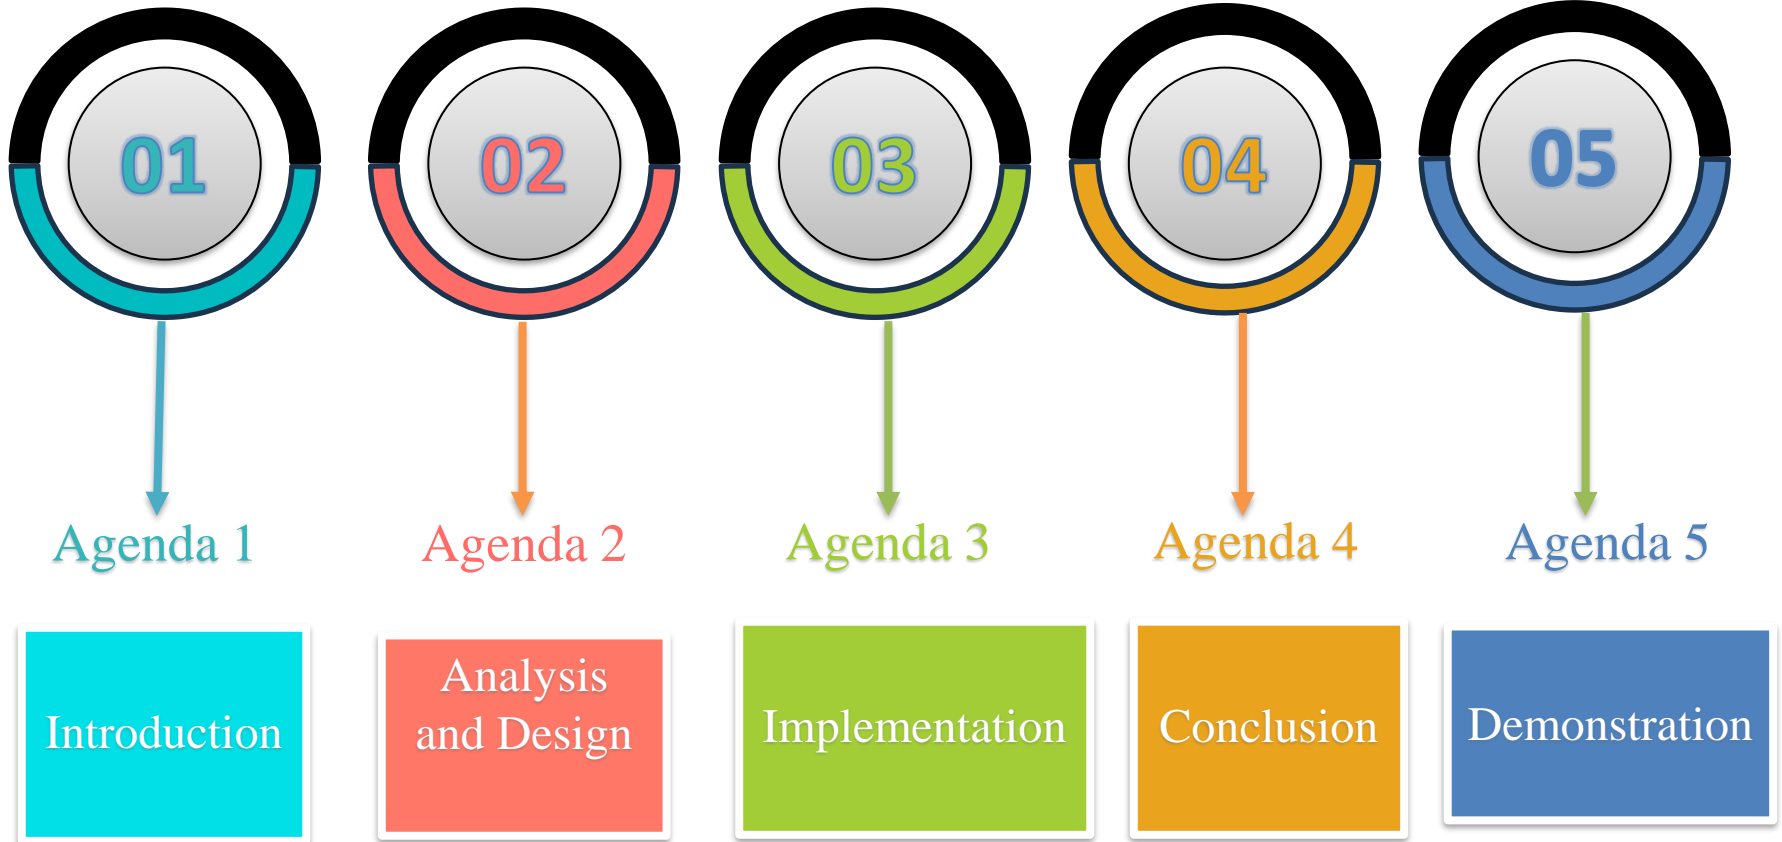 01
02
03
04
05
Agenda 1
Agenda 2
Agenda 3
Agenda 4
Agenda 5
Introduction
Analysis
and Design
Implementation
Conclusion
Demonstration